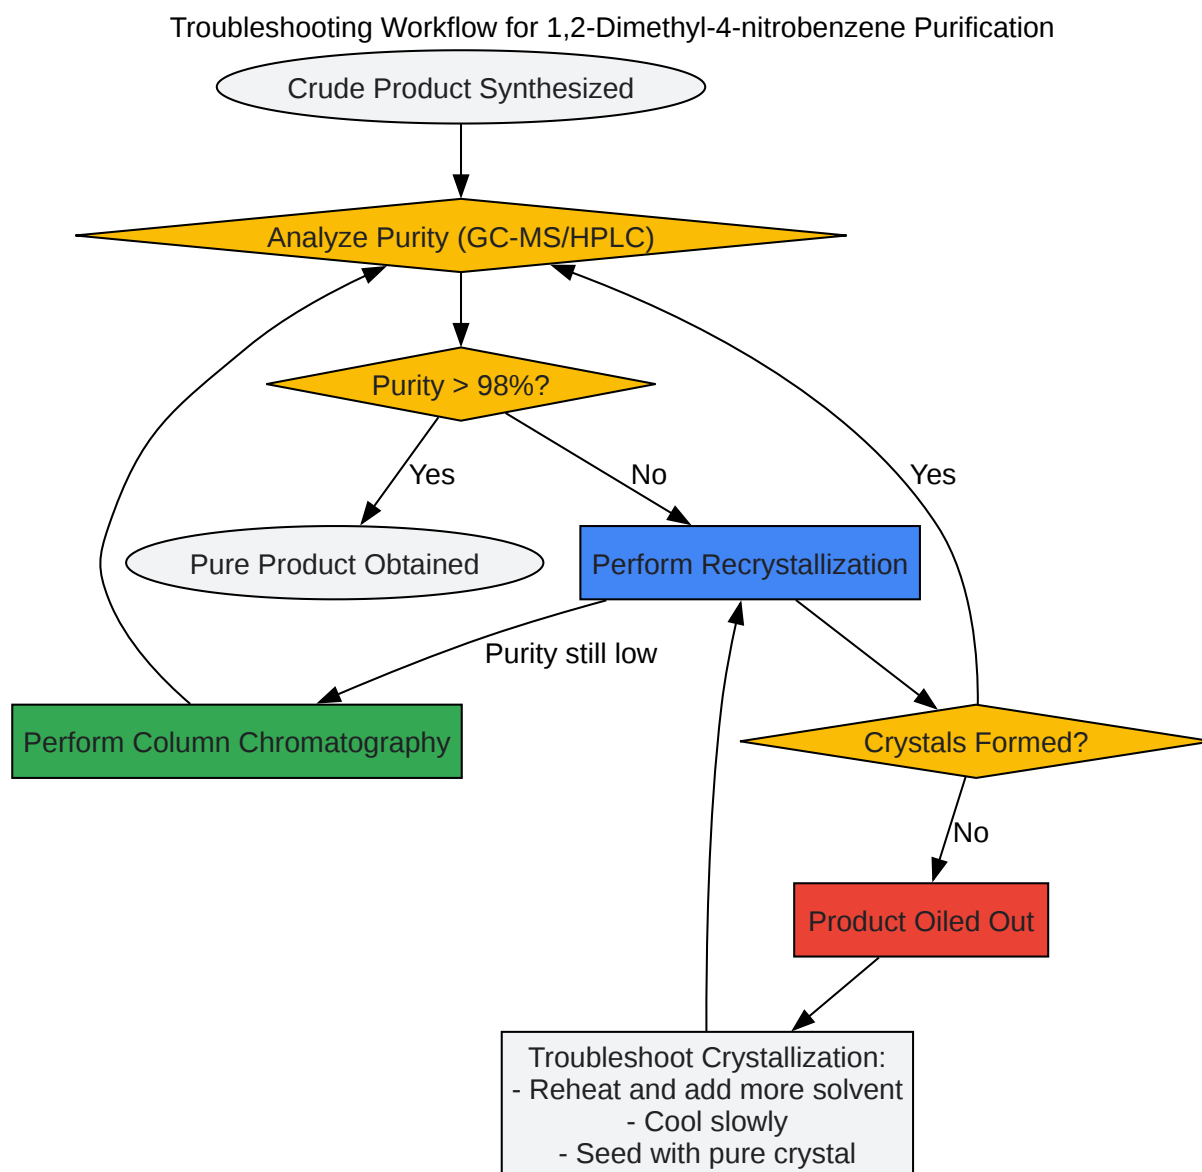 Troubleshooting Workflow for 1,2-Dimethyl-4-nitrobenzene Purification
Crude Product Synthesized
Analyze Purity (GC-MS/HPLC)
Purity > 98%?
Yes
No
Yes
Pure Product Obtained
Perform Recrystallization
Purity still low
Perform Column Chromatography
Crystals Formed?
No
Product Oiled Out
Troubleshoot Crystallization:
- Reheat and add more solvent
- Cool slowly
- Seed with pure crystal